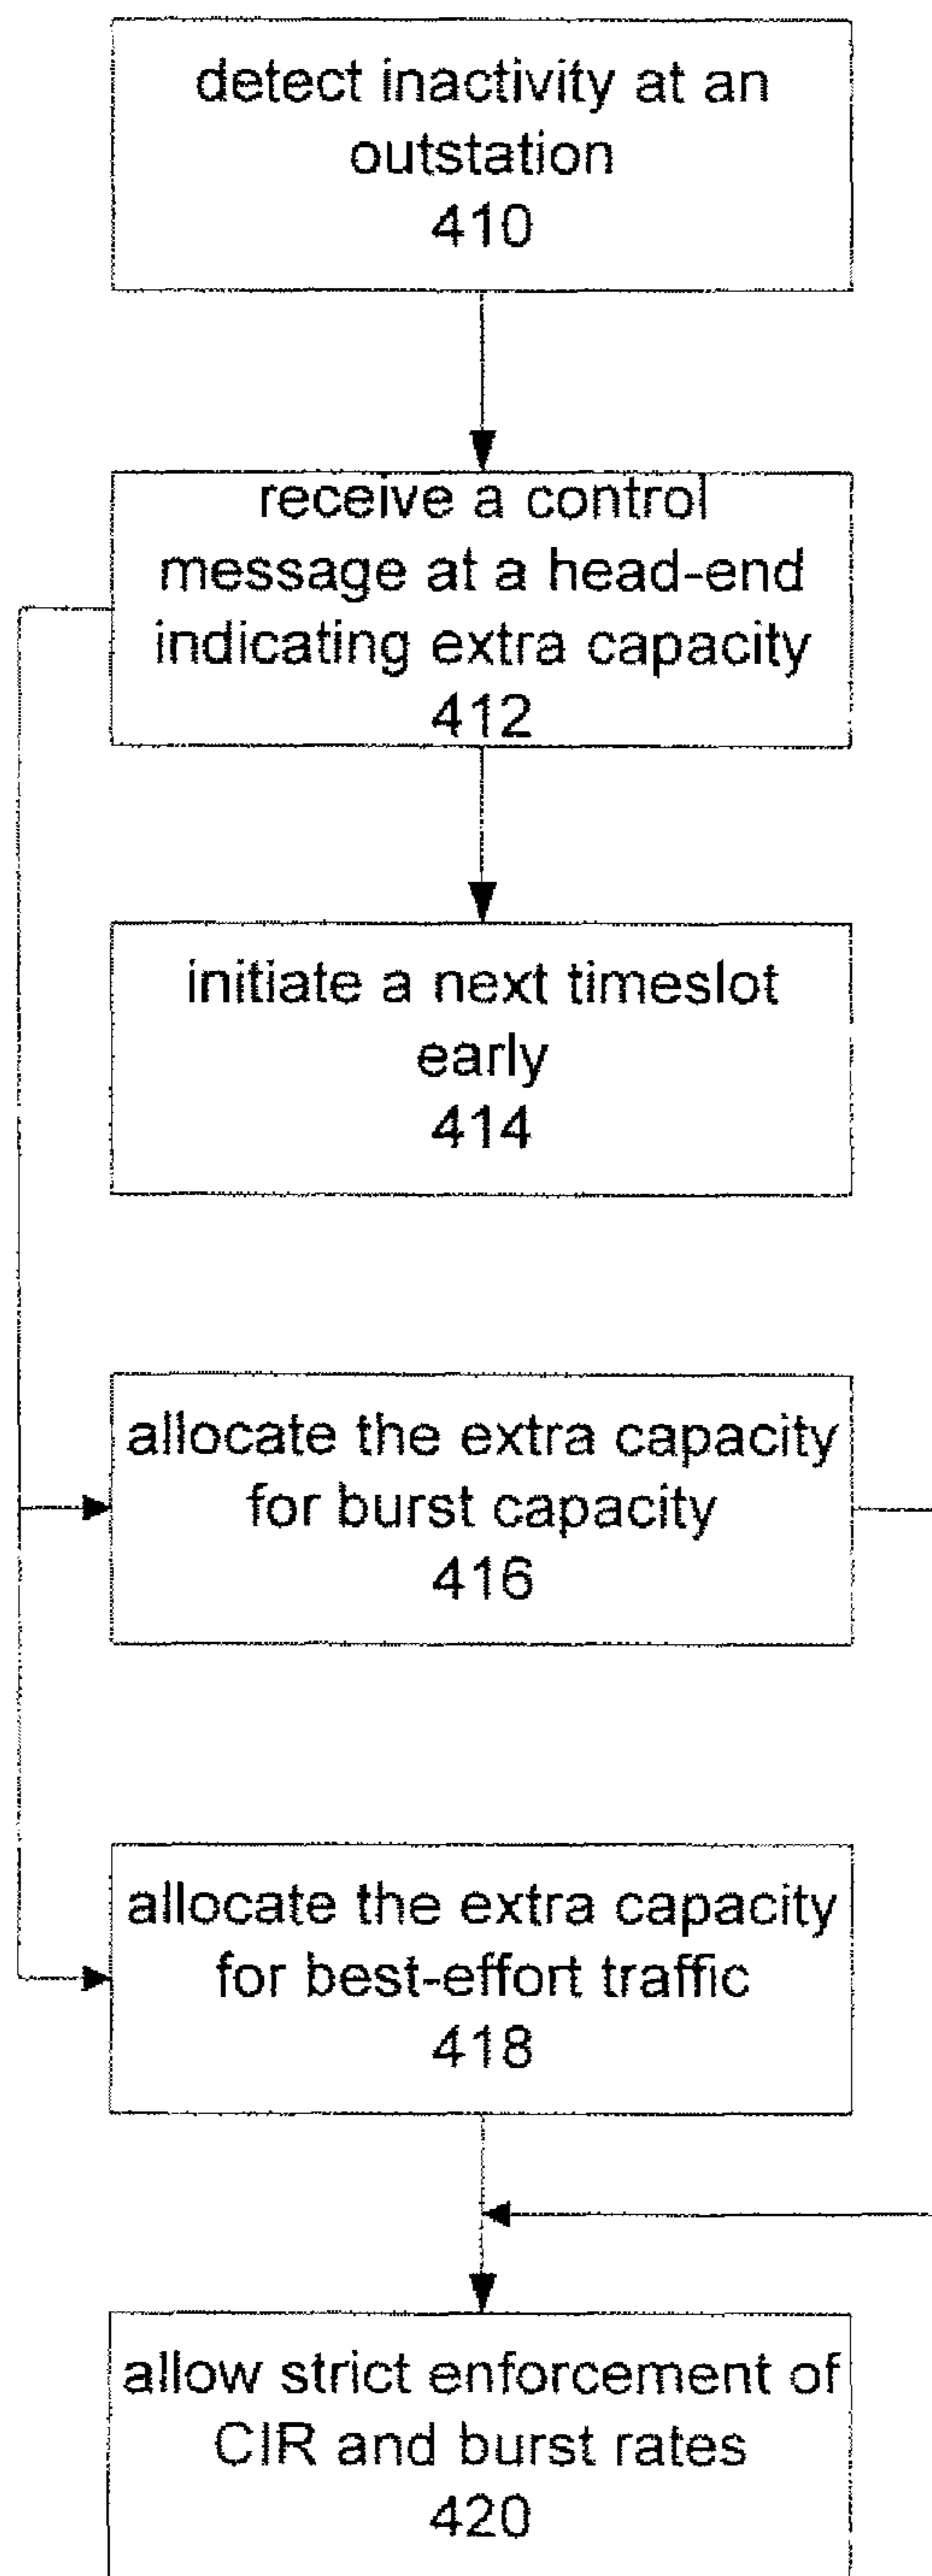 detect inactivity at an
outstation
410
receive a control
message at a head-end
indicating extra capacity
412
initiate a next timeslot
early
414
allocate the extra capacity
for burst capacity
416
allocate the extra capacity
for best-effort traffic
418
allow strict enforcement of
CIR and burst rates
420